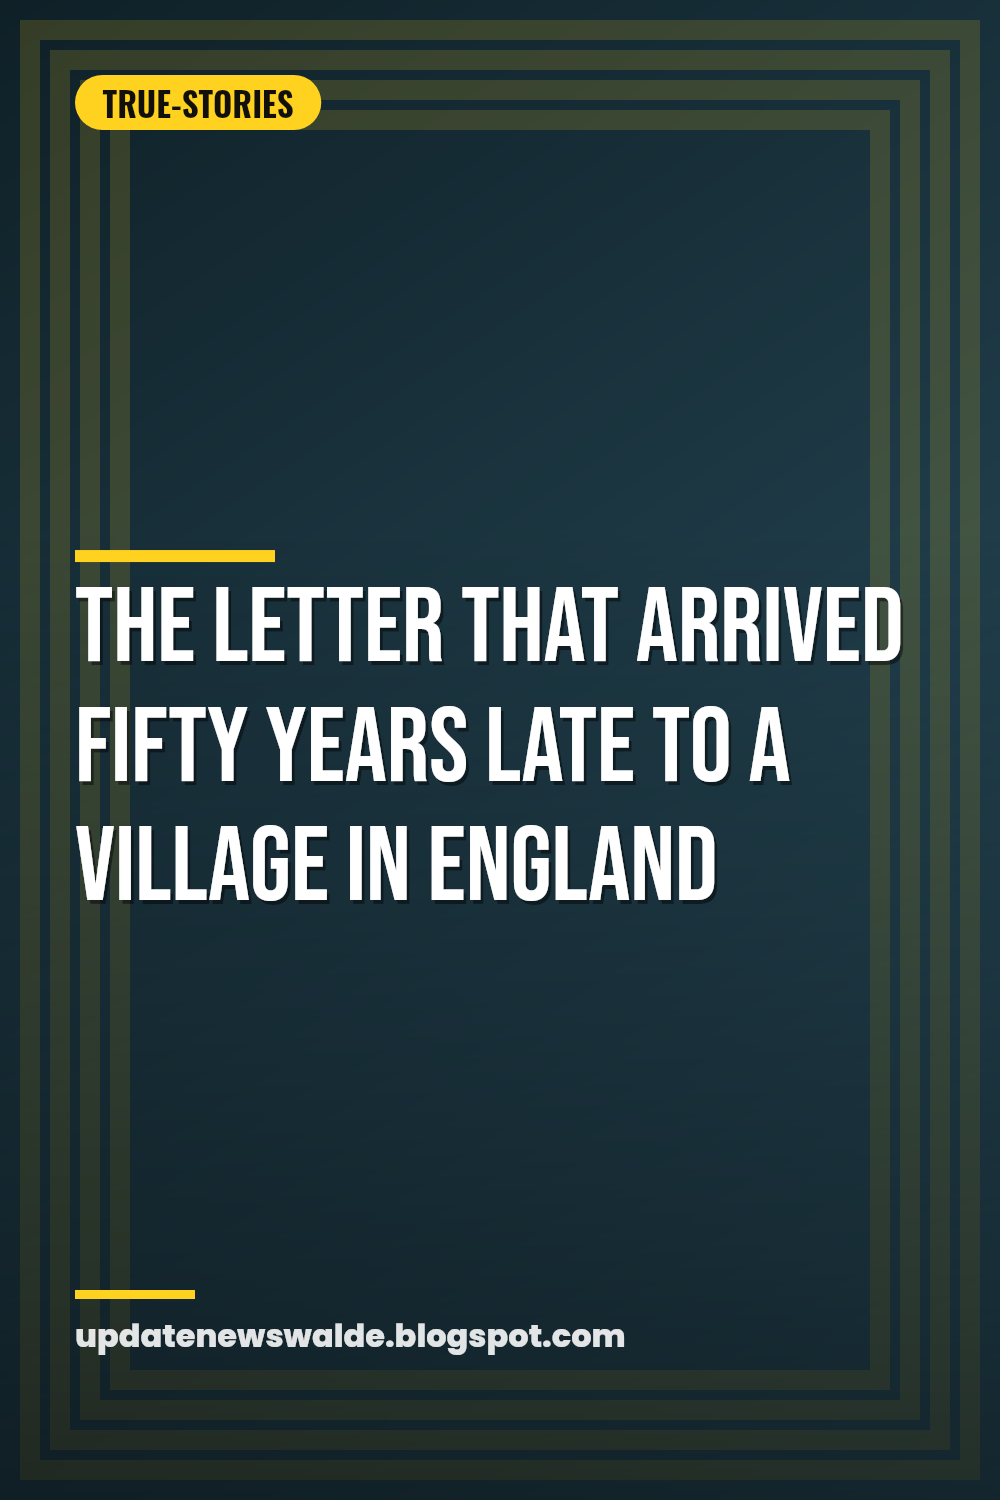 TRUE-STORIES
THE LETTER THAT ARRIVED
FIFTY YEARS LATE TO A
VILLAGE IN ENGLAND
updatenewswalde.blogspot.com